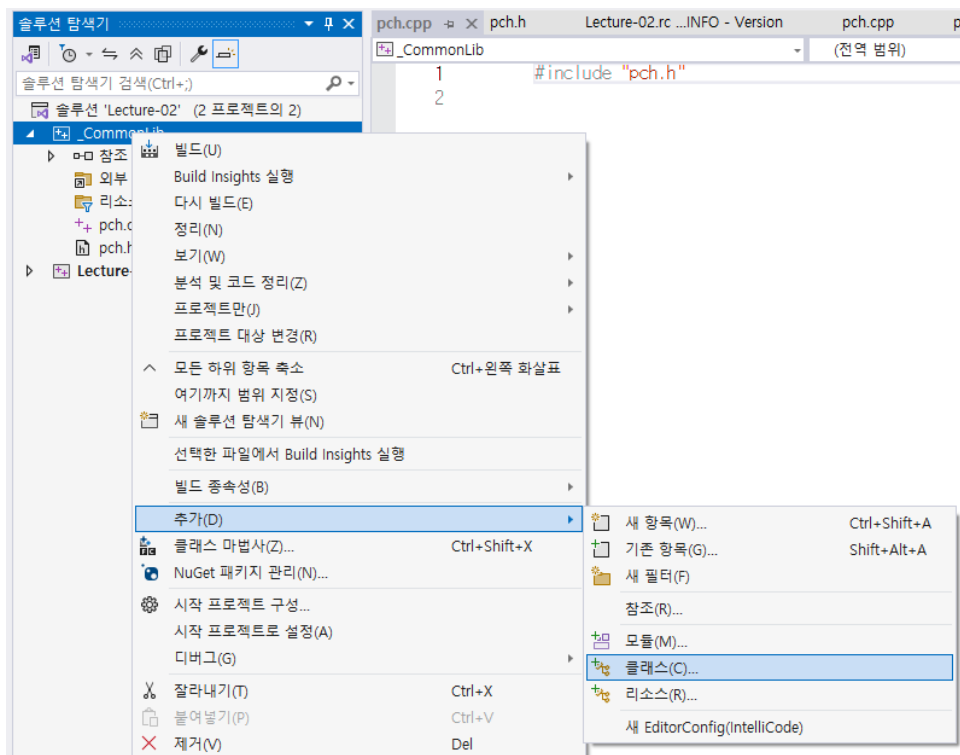 솔루션 탐색기
pch.cpp
pch.h
Lecture-02.rc ...INFO - Version
pch.cpp
p
_CommonLib
(전역 범위)
솔루션 탐색기 검색(Ctrl+;)
1 #include "pch.h"
2
솔루션 'Lecture-02' (2 프로젝트의 2)
_CommonLib
참조
외부
리소스
pch.c
pch.h
Lecture-
빌드(U)
Build Insights 실행
다시 빌드(E)
정리(N)
보기(W)
분석 및 코드 정리(Z)
프로젝트만(J)
프로젝트 대상 변경(R)
모든 하위 항목 축소 Ctrl+왼쪽 화살표
여기까지 범위 지정(S)
새 솔루션 탐색기 뷰(N)
선택한 파일에서 Build Insights 실행
빌드 종속성(B)
추가(D)
클래스 마법사(Z)... Ctrl+Shift+X
NuGet 패키지 관리(N)...
시작 프로젝트 구성...
시작 프로젝트로 설정(A)
디버그(G)
잘라내기(T) Ctrl+X
붙여넣기(P) Ctrl+V
제거(V) Del
새 항목(W)... Ctrl+Shift+A
기존 항목(G)... Shift+Alt+A
새 필터(F)
참조(R)...
모듈(M)...
클래스(C)...
리소스(R)...
새 EditorConfig(IntelliCode)